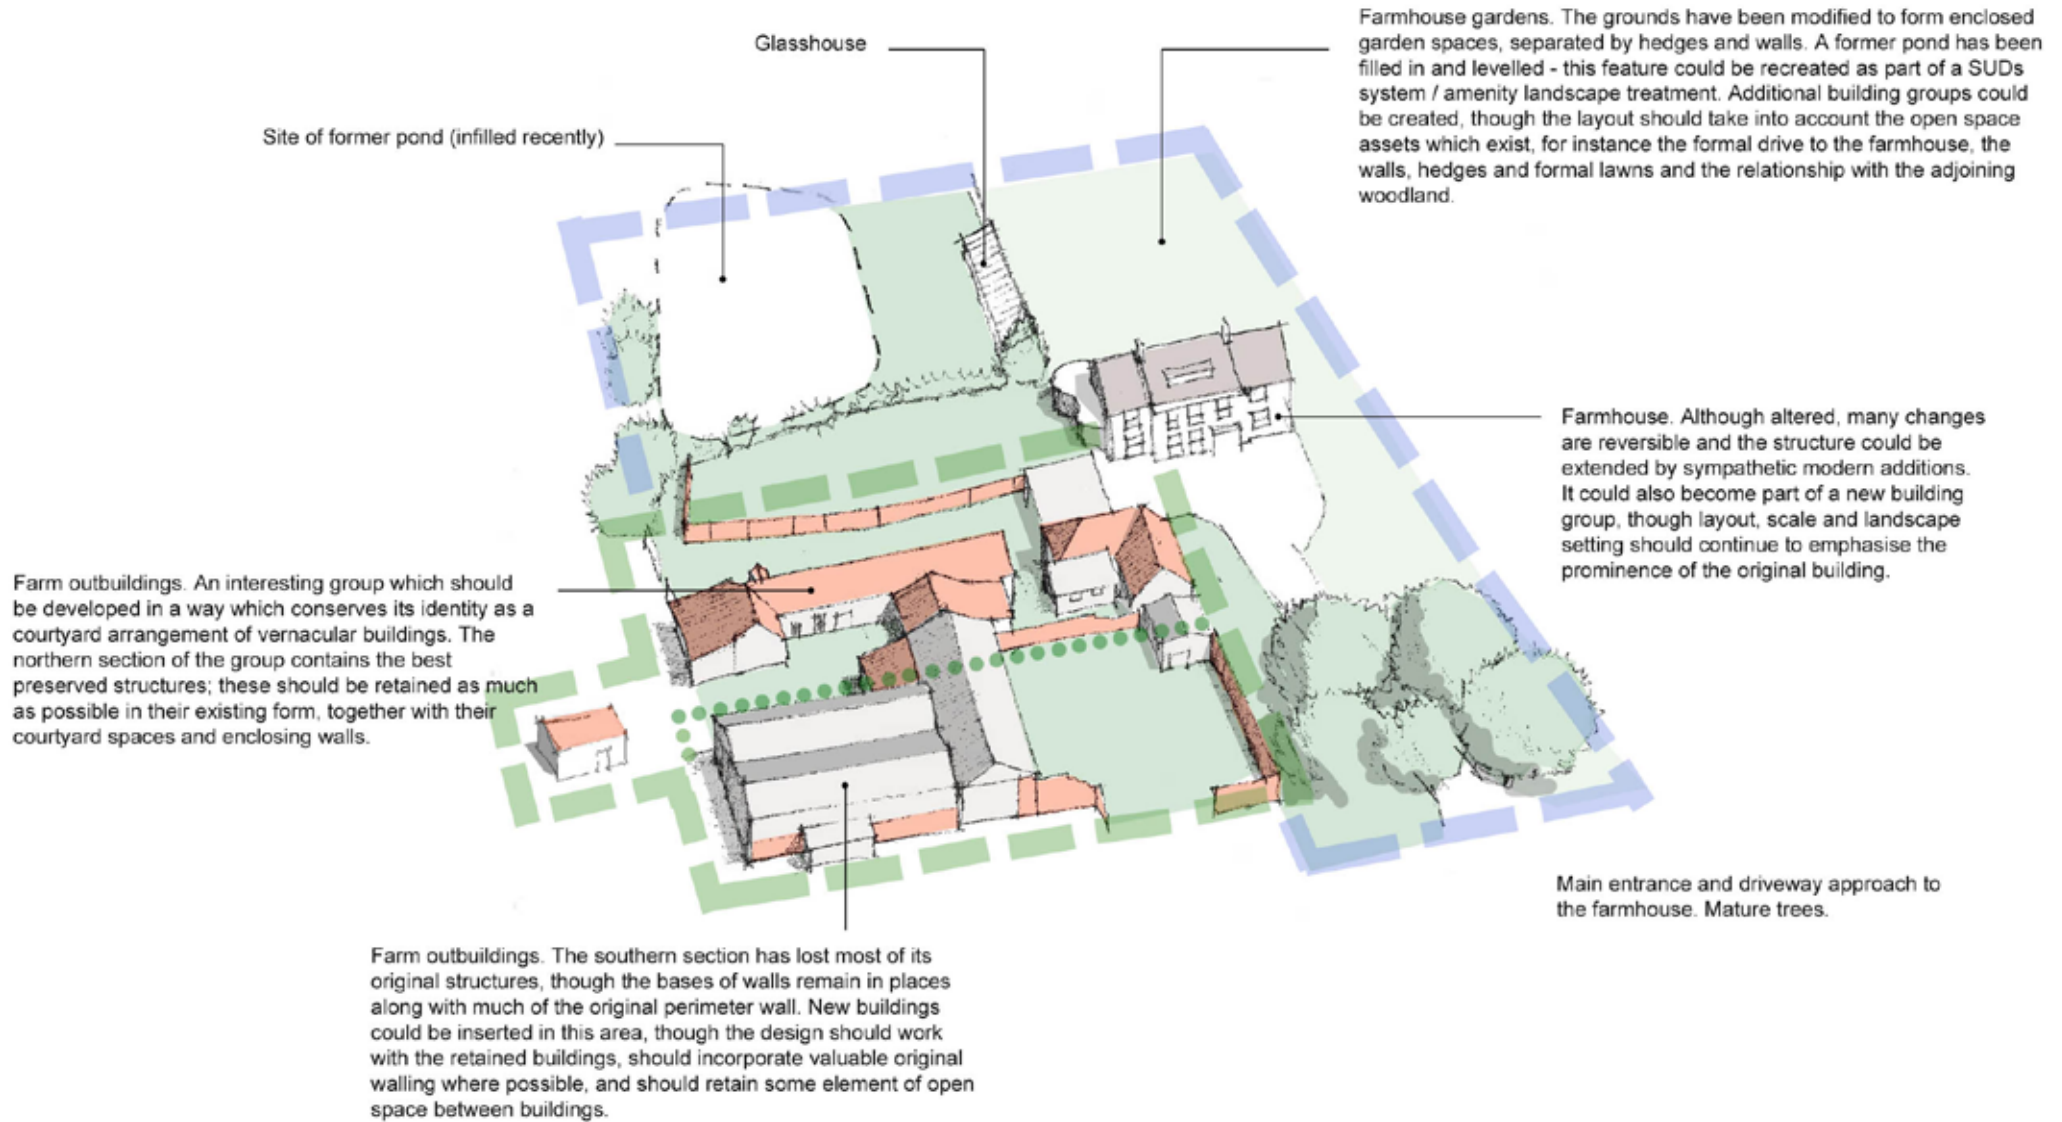 Glasshouse
Site of former pond (infilled recently)
Farmhouse gardens. The grounds have been modified to form enclosed
garden spaces, separated by hedges and walls. A former pond has been
filled in and levelled - this feature could be recreated as part of a SUDs
system / amenity landscape treatment. Additional building groups could
be created, though the layout should take into account the open space
assets which exist, for instance the formal drive to the farmhouse, the
walls, hedges and formal lawns and the relationship with the adjoining
woodland.
Farmhouse. Although altered, many changes
are reversible and the structure could be
extended by sympathetic modern additions.
It could also become part of a new building
group, though layout, scale and landscape
setting should continue to emphasise the
prominence of the original building.
Farm outbuildings. An interesting group which should
be developed in a way which conserves its identity as a
courtyard arrangement of vernacular buildings. The
northern section of the group contains the best
preserved structures; these should be retained as much
as possible in their existing form, together with their
courtyard spaces and enclosing walls.
Main entrance and driveway approach to
the farmhouse. Mature trees.
Farm outbuildings. The southern section has lost most of its
original structures, though the bases of walls remain in places
along with much of the original perimeter wall. New buildings
could be inserted in this area, though the design should work
with the retained buildings, should incorporate valuable original
walling where possible, and should retain some element of open
space between buildings.